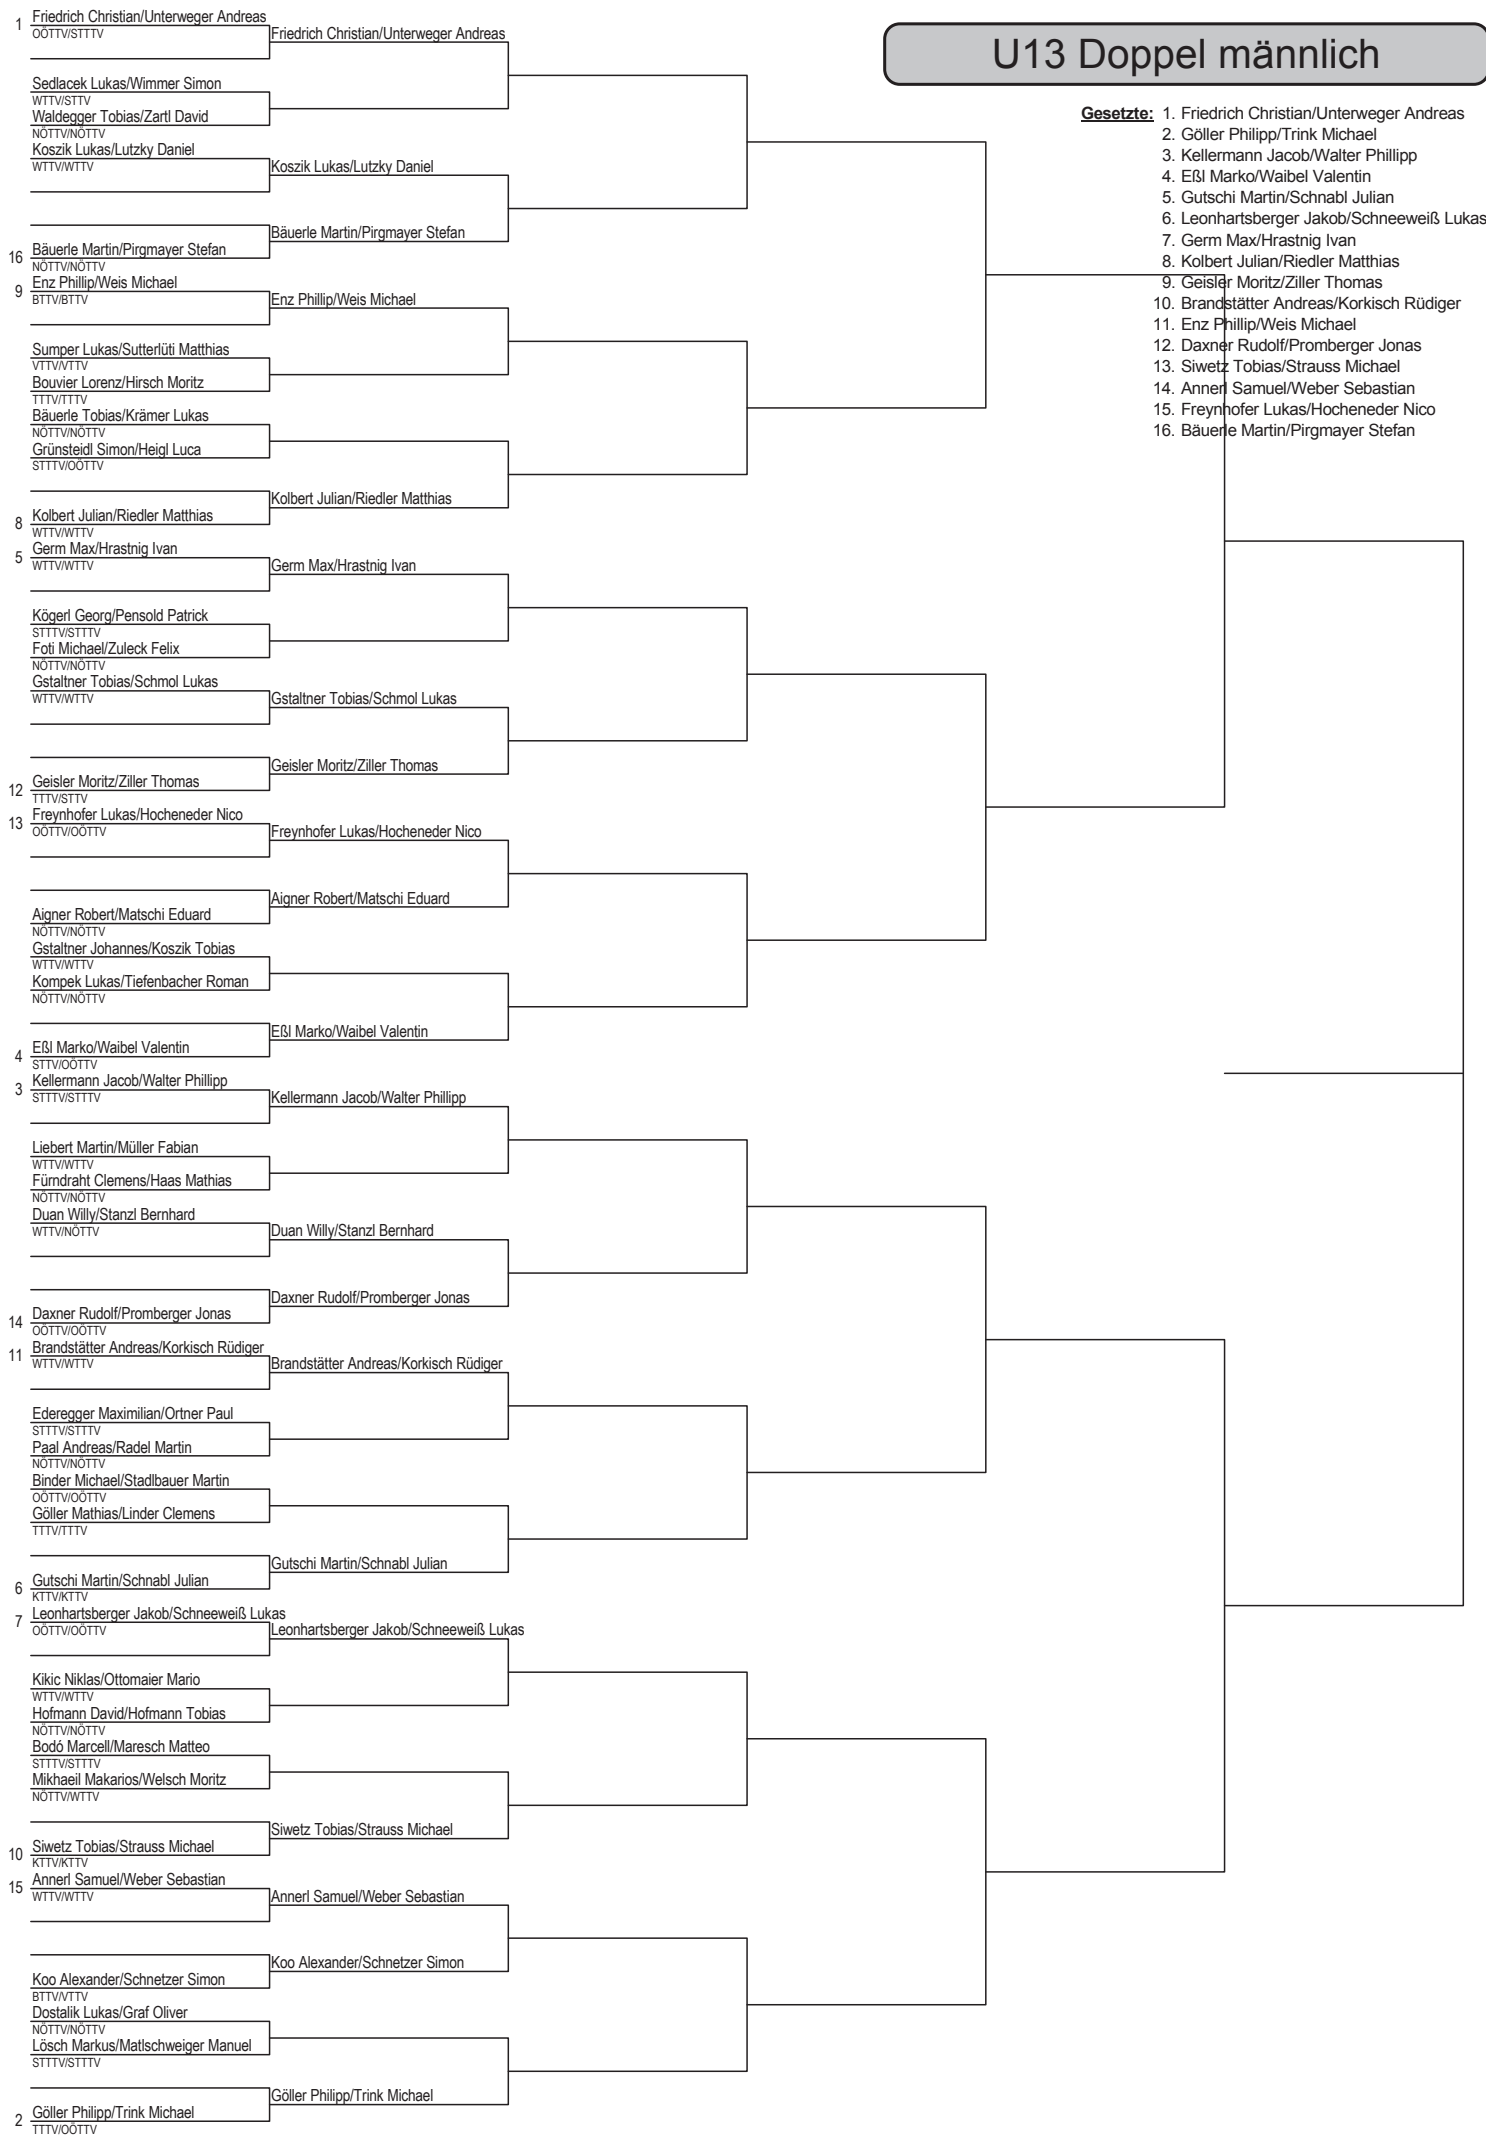 U13 Doppel männlich
Gesetzte: 1. Friedrich Christian/Unterweger Andreas
2. Göller Philipp/Trink Michael
3. Kellermann Jacob/Walter Phillipp
4. Eßl Marko/Waibel Valentin
5. Gutschi Martin/Schnabl Julian
6. Leonhartsberger Jakob/Schneeweiß Lukas
7. Germ Max/Hrastnig Ivan
8. Kolbert Julian/Riedler Matthias
9. Geisler Moritz/Ziller Thomas
10. Brandstätter Andreas/Korkisch Rüdiger
11. Enz Phillip/Weis Michael
12. Daxner Rudolf/Promberger Jonas
13. Siwetz Tobias/Strauss Michael
14. Annerl Samuel/Weber Sebastian
15. Freynhofer Lukas/Hocheneder Nico
16. Bäuerle Martin/Pirgmayer Stefan
1 Friedrich Christian/Unterweger Andreas
OÖTTV/STTTV
Sedlacek Lukas/Wimmer Simon
WTTV/STTV
Waldegger Tobias/Zartl David
NÖTTV/NÖTTV
Koszik Lukas/Lutzky Daniel
WTTV/WTTV
16 Bäuerle Martin/Pirgmayer Stefan
NÖTTV/NÖTTV
9 Enz Phillip/Weis Michael
BTTV/BTTV
Sumper Lukas/Sutterlüti Matthias
VTTV/VTTV
Bouvier Lorenz/Hirsch Moritz
TTTV/TTTV
Bäuerle Tobias/Krämer Lukas
NÖTTV/NÖTTV
Grünsteidl Simon/Heigl Luca
STTTV/OÖTTV
8 Kolbert Julian/Riedler Matthias
WTTV/WTTV
5 Germ Max/Hrastnig Ivan
WTTV/WTTV
Kögerl Georg/Pensold Patrick
STTTV/STTTV
Foti Michael/Zuleck Felix
NÖTTV/NÖTTV
Gstaltner Tobias/Schmol Lukas
WTTV/WTTV
12 Geisler Moritz/Ziller Thomas
TTTV/STTV
13 Freynhofer Lukas/Hocheneder Nico
OÖTTV/OÖTTV
Aigner Robert/Matschi Eduard
NÖTTV/NÖTTV
Gstaltner Johannes/Koszik Tobias
WTTV/WTTV
Kompek Lukas/Tiefenbacher Roman
NÖTTV/NÖTTV
4 Eßl Marko/Waibel Valentin
STTV/OÖTTV
3 Kellermann Jacob/Walter Phillipp
STTTV/STTTV
Liebert Martin/Müller Fabian
WTTV/WTTV
Fürndraht Clemens/Haas Mathias
NÖTTV/NÖTTV
Duan Willy/Stanzl Bernhard
WTTV/NÖTTV
14 Daxner Rudolf/Promberger Jonas
OÖTTV/OÖTTV
11 Brandstätter Andreas/Korkisch Rüdiger
WTTV/WTTV
Ederegger Maximilian/Ortner Paul
STTTV/STTTV
Paal Andreas/Radel Martin
NÖTTV/NÖTTV
Binder Michael/Stadlbauer Martin
OÖTTV/OÖTTV
Göller Mathias/Linder Clemens
TTTV/TTTV
6 Gutschi Martin/Schnabl Julian
KTTV/KTTV
7 Leonhartsberger Jakob/Schneeweiß Lukas
OÖTTV/OÖTTV
Kikic Niklas/Ottomaier Mario
WTTV/WTTV
Hofmann David/Hofmann Tobias
NÖTTV/NÖTTV
Bodó Marcell/Maresch Matteo
STTTV/STTTV
Mikhaeil Makarios/Welsch Moritz
NÖTTV/WTTV
10 Siwetz Tobias/Strauss Michael
KTTV/KTTV
15 Annerl Samuel/Weber Sebastian
WTTV/WTTV
Koo Alexander/Schnetzer Simon
BTTV/VTTV
Dostalik Lukas/Graf Oliver
NÖTTV/NÖTTV
Lösch Markus/Matlschweiger Manuel
STTTV/STTTV
2 Göller Philipp/Trink Michael
TTTV/OÖTTV
Friedrich Christian/Unterweger Andreas
Koszik Lukas/Lutzky Daniel
Bäuerle Martin/Pirgmayer Stefan
Enz Phillip/Weis Michael
Kolbert Julian/Riedler Matthias
Germ Max/Hrastnig Ivan
Gstaltner Tobias/Schmol Lukas
Geisler Moritz/Ziller Thomas
Freynhofer Lukas/Hocheneder Nico
Aigner Robert/Matschi Eduard
Eßl Marko/Waibel Valentin
Kellermann Jacob/Walter Phillipp
Duan Willy/Stanzl Bernhard
Daxner Rudolf/Promberger Jonas
Brandstätter Andreas/Korkisch Rüdiger
Gutschi Martin/Schnabl Julian
Leonhartsberger Jakob/Schneeweiß Lukas
Siwetz Tobias/Strauss Michael
Annerl Samuel/Weber Sebastian
Koo Alexander/Schnetzer Simon
Göller Philipp/Trink Michael